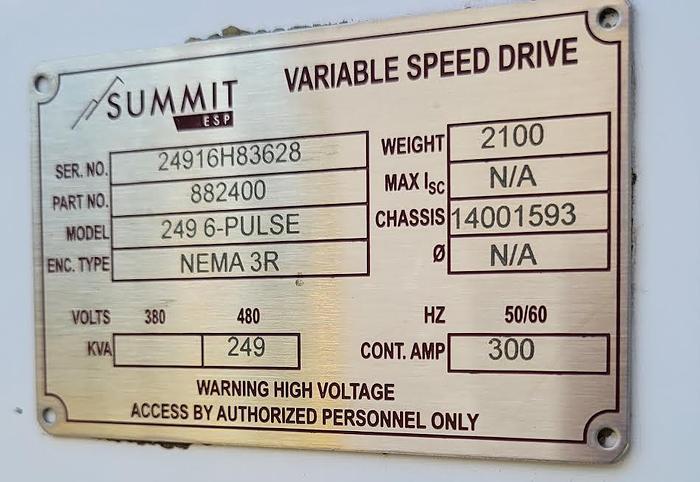 SUMMIT
ESP
VARIABLE SPEED DRIVE
SER. NO. 24916H83628
PART NO. 882400
MODEL 249 6-PULSE
ENC. TYPE NEMA 3R
WEIGHT 2100
MAX ISC N/A
CHASSIS 14001593
Ø N/A
VOLTS 380 480
KVA 249
HZ 50/60
CONT. AMP 300
WARNING HIGH VOLTAGE
ACCESS BY AUTHORIZED PERSONNEL ONLY